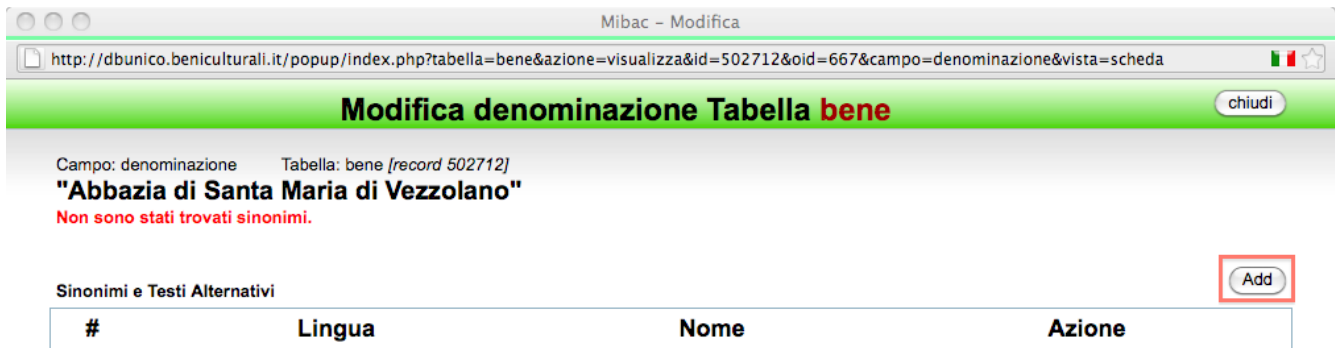 Mibac – Modifica
http://dbunico.beniculturali.it/popup/index.php?tabella=bene&azione=visualizza&id=502712&oid=667&campo=denominazione&vista=scheda
Modifica denominazione Tabella bene
chiudi
Campo: denominazione Tabella: bene [record 502712]
"Abbazia di Santa Maria di Vezzolano"
Non sono stati trovati sinonimi.
Add
Sinonimi e Testi Alternativi
# Lingua Nome Azione